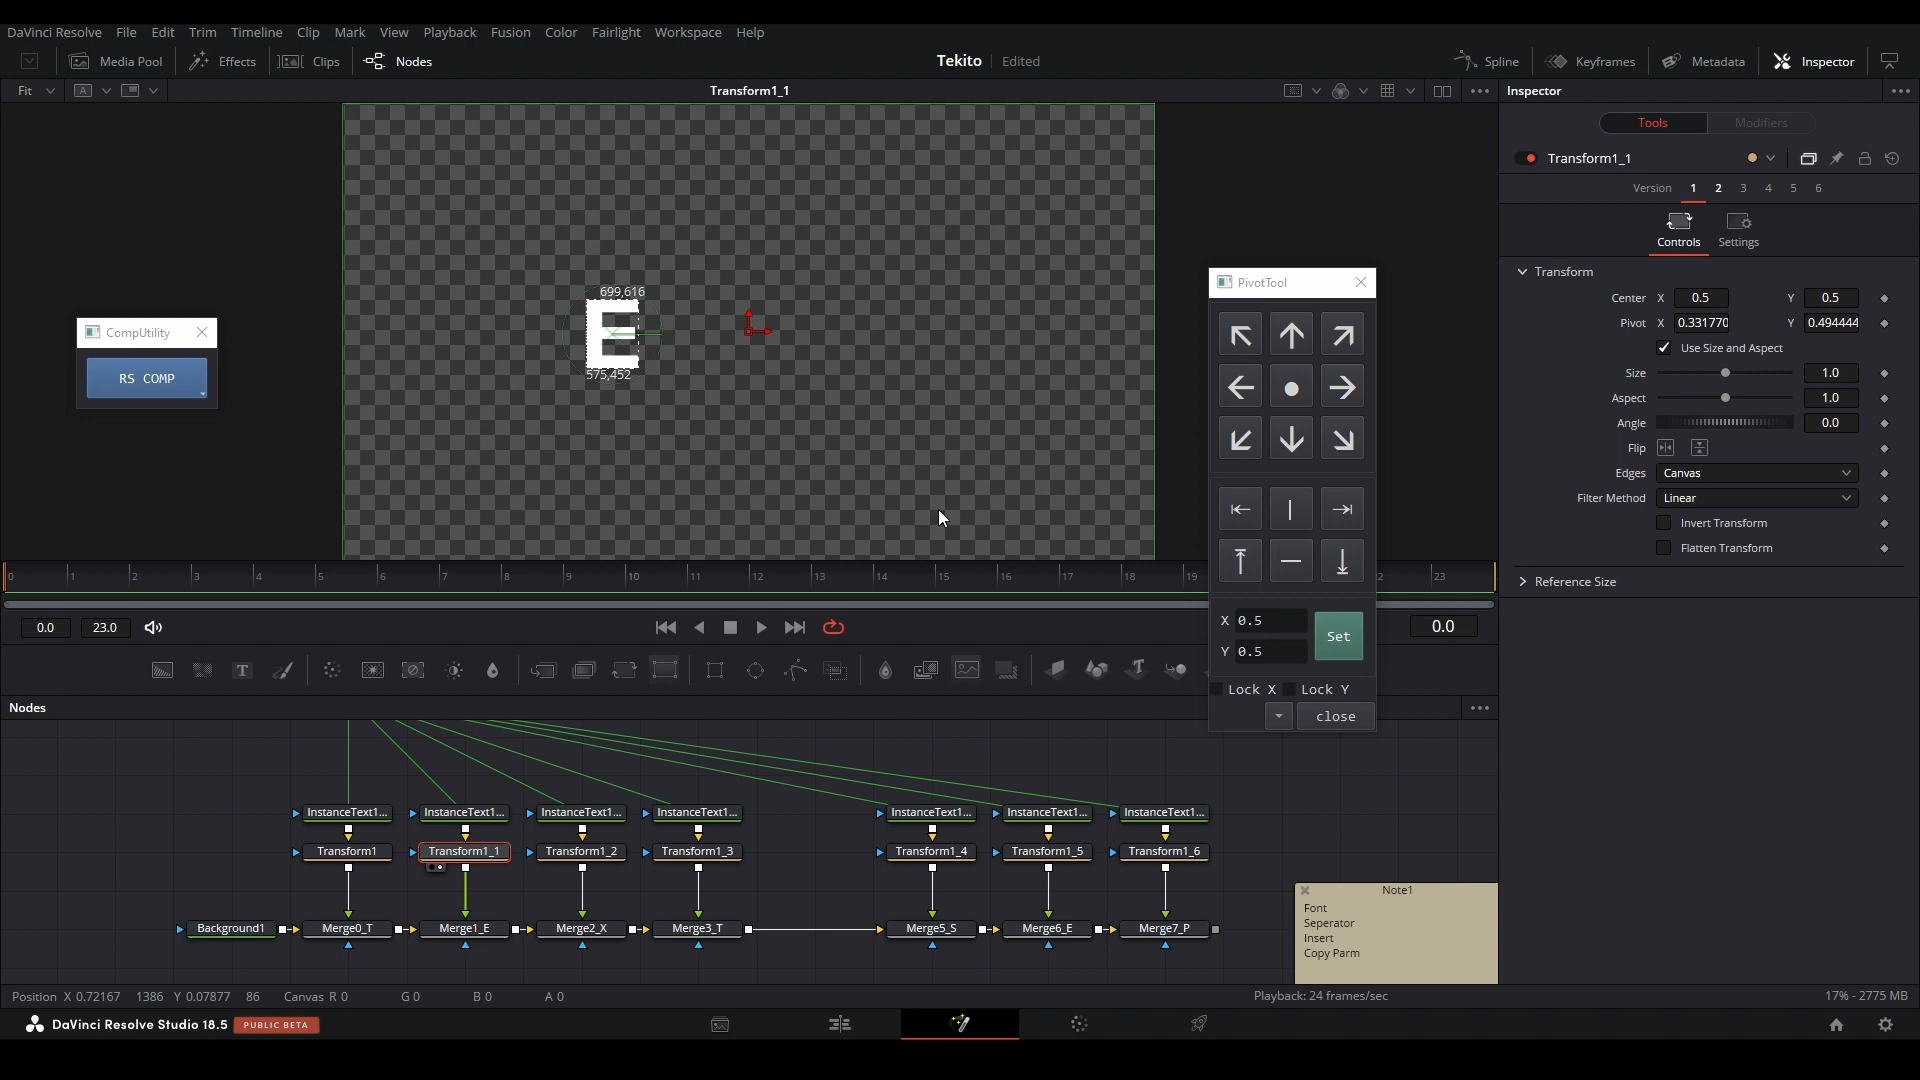 DaVinci Resolve File Edit Trim Timeline Clip Mark View Playback Fusion Color Fairlight Workspace Help
Media Pool Effects Clips Nodes Tekito Edited Spline Keyframes Metadata Inspector
Fit A Transform1_1 Inspector
Tools Modifiers
Transform1_1
Version 1 2 3 4 5 6
Controls Settings
Transform
Center X 0.5 Y 0.5
Pivot X 0.331770 Y 0.494444
Use Size and Aspect
Size 1.0
Aspect 1.0
Angle 0.0
Flip
Edges Canvas
Filter Method Linear
Invert Transform
Flatten Transform
Reference Size
699,616
E
575,452
CompUtility
RS COMP
PivotTool
X 0.5
Y 0.5
Set
Lock X Lock Y
close
0 1 2 3 4 5 6 7 8 9 10 11 12 13 14 15 16 17 18 19 23
0.0 23.0 0.0
Nodes
InstanceText1... InstanceText1... InstanceText1... InstanceText1... InstanceText1... InstanceText1... InstanceText1...
Transform1 Transform1_1 Transform1_2 Transform1_3 Transform1_4 Transform1_5 Transform1_6
Background1 Merge0_T Merge1_E Merge2_X Merge3_T Merge5_S Merge6_E Merge7_P
Note1
Font
Seperator
Insert
Copy Parm
Position X 0.72167 1386 Y 0.07877 86 Canvas R 0 G 0 B 0 A 0 Playback: 24 frames/sec 17% - 2775 MB
DaVinci Resolve Studio 18.5 PUBLIC BETA